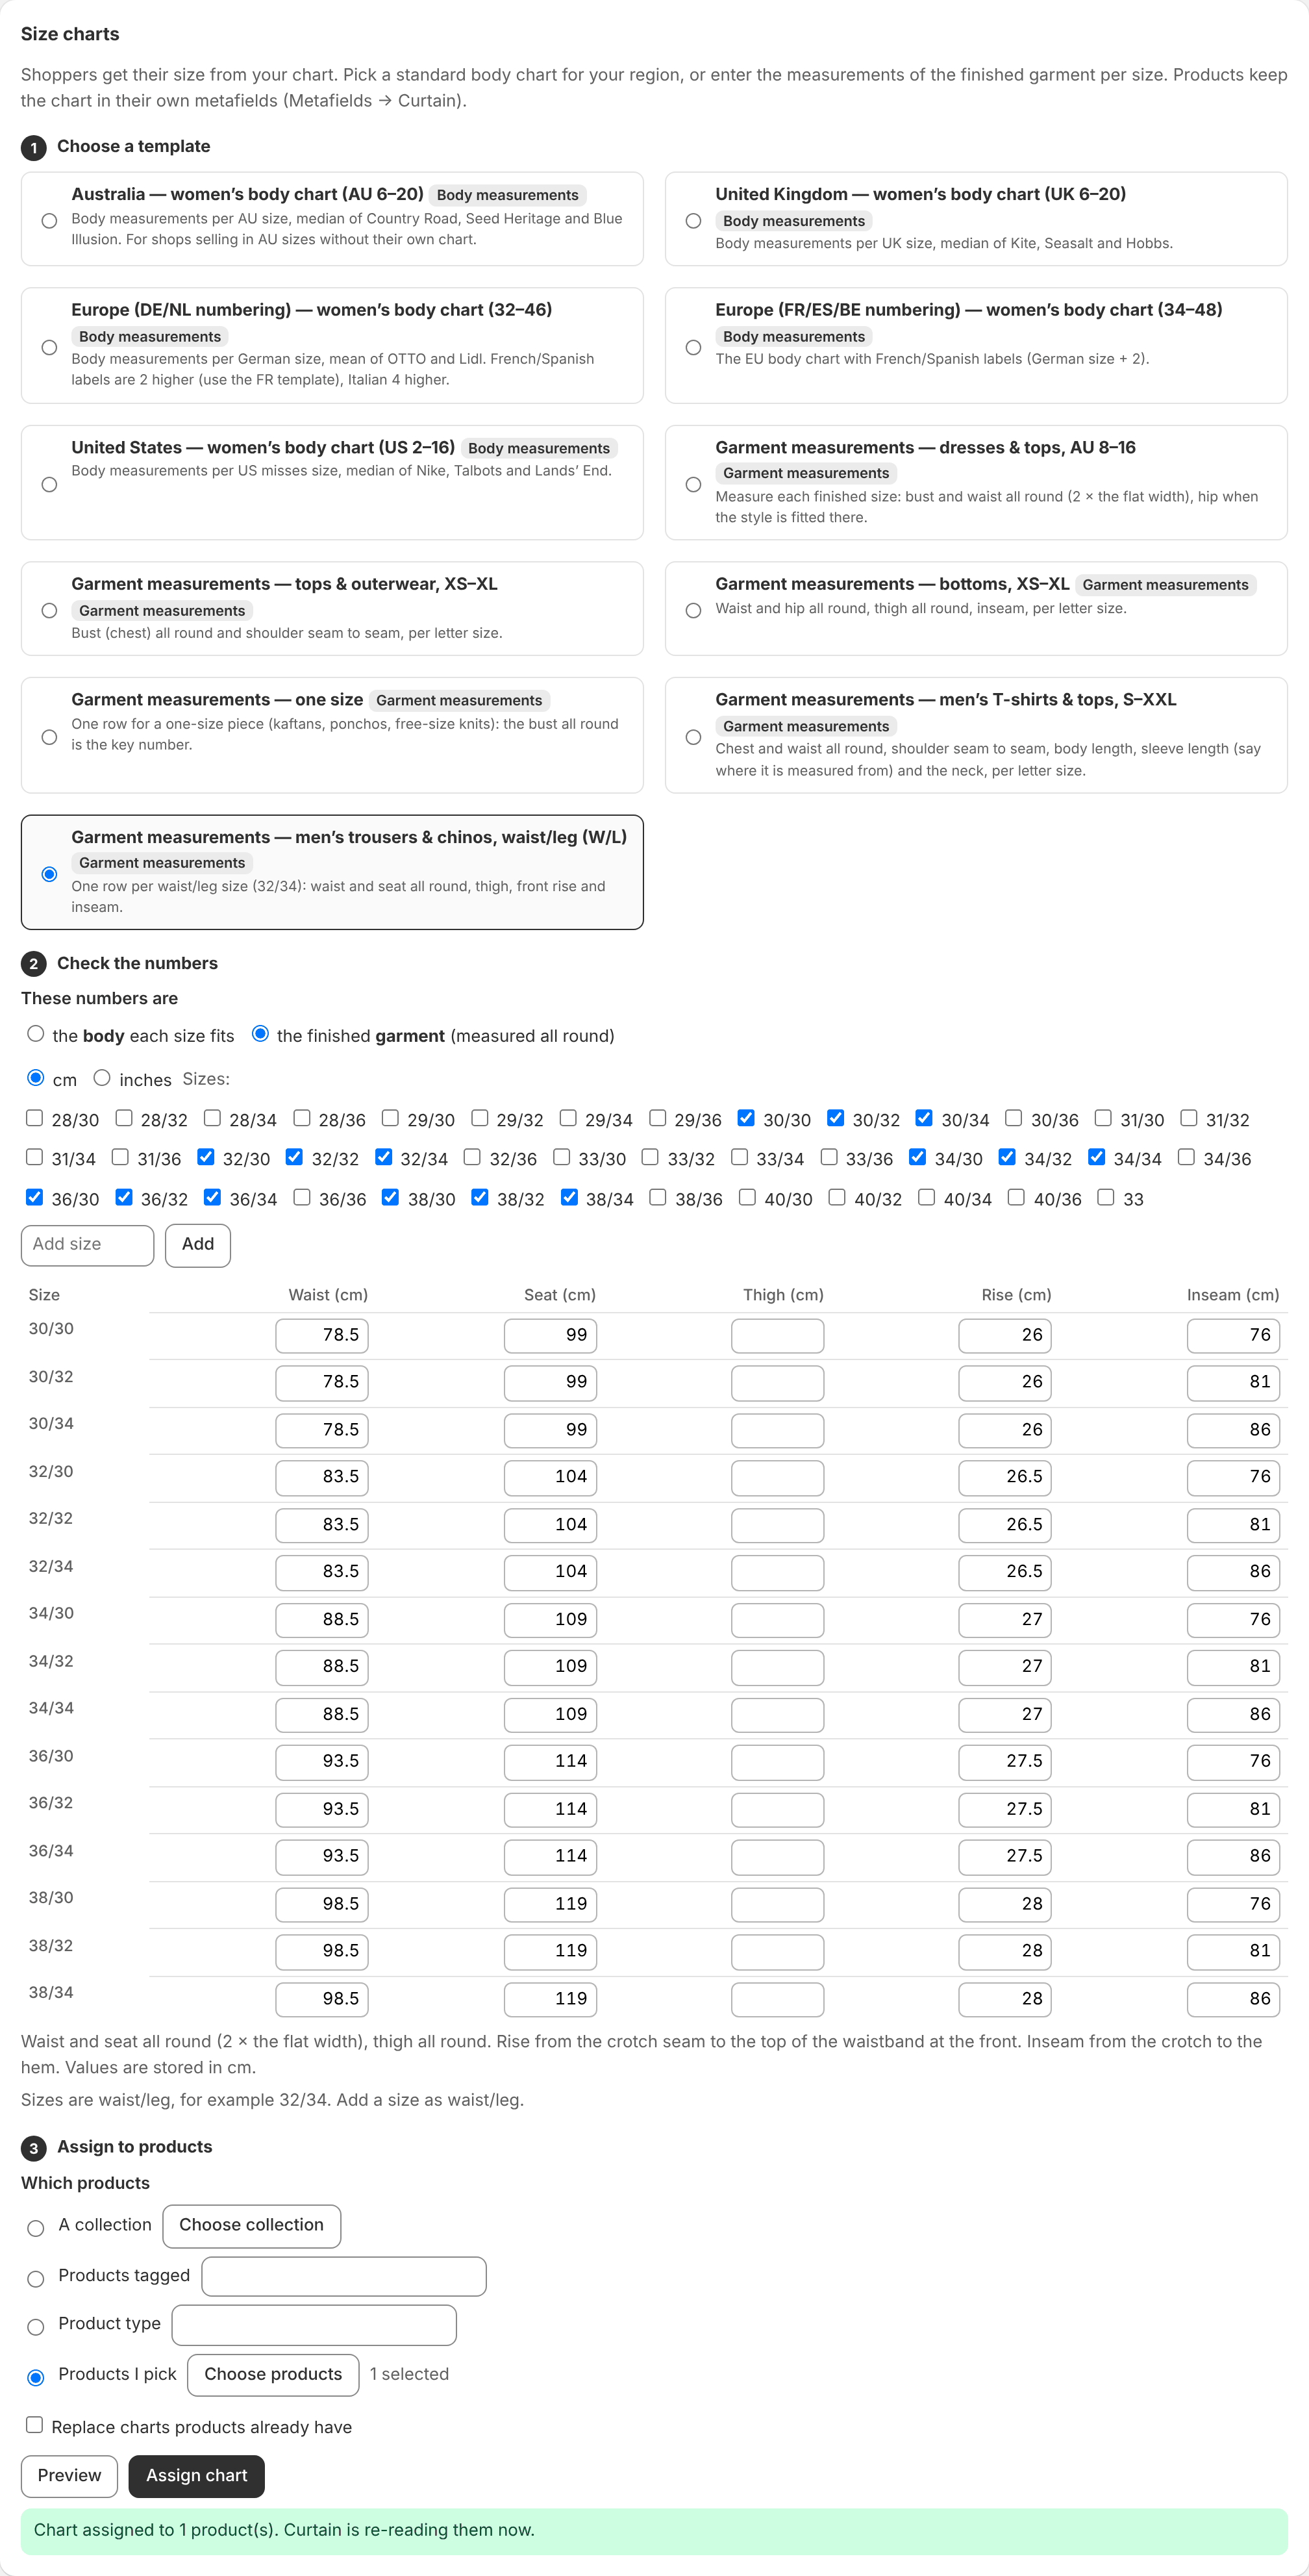 Size charts
Shoppers get their size from your chart. Pick a standard body chart for your region, or enter the measurements of the finished garment per size. Products keep
the chart in their own metafields (Metafields → Curtain).
1 Choose a template
Australia — women’s body chart (AU 6–20) Body measurements
Body measurements per AU size, median of Country Road, Seed Heritage and Blue
Illusion. For shops selling in AU sizes without their own chart.
United Kingdom — women’s body chart (UK 6–20)
Body measurements
Body measurements per UK size, median of Kite, Seasalt and Hobbs.
Europe (DE/NL numbering) — women’s body chart (32–46)
Body measurements
Body measurements per German size, mean of OTTO and Lidl. French/Spanish
labels are 2 higher (use the FR template), Italian 4 higher.
Europe (FR/ES/BE numbering) — women’s body chart (34–48)
Body measurements
The EU body chart with French/Spanish labels (German size + 2).
United States — women’s body chart (US 2–16) Body measurements
Body measurements per US misses size, median of Nike, Talbots and Lands’ End.
Garment measurements — dresses & tops, AU 8–16
Garment measurements
Measure each finished size: bust and waist all round (2 × the flat width), hip when
the style is fitted there.
Garment measurements — tops & outerwear, XS–XL
Garment measurements
Bust (chest) all round and shoulder seam to seam, per letter size.
Garment measurements — bottoms, XS–XL Garment measurements
Waist and hip all round, thigh all round, inseam, per letter size.
Garment measurements — one size Garment measurements
One row for a one-size piece (kaftans, ponchos, free-size knits): the bust all round
is the key number.
Garment measurements — men’s T-shirts & tops, S–XXL
Garment measurements
Chest and waist all round, shoulder seam to seam, body length, sleeve length (say
where it is measured from) and the neck, per letter size.
Garment measurements — men’s trousers & chinos, waist/leg (W/L)
Garment measurements
One row per waist/leg size (32/34): waist and seat all round, thigh, front rise and
inseam.
2 Check the numbers
These numbers are
the body each size fits the finished garment (measured all round)
cm inches Sizes:
28/30 28/32 28/34 28/36 29/30 29/32 29/34 29/36 30/30 30/32 30/34 30/36 31/30 31/32
31/34 31/36 32/30 32/32 32/34 32/36 33/30 33/32 33/34 33/36 34/30 34/32 34/34 34/36
36/30 36/32 36/34 36/36 38/30 38/32 38/34 38/36 40/30 40/32 40/34 40/36 33
Add size Add
Size Waist (cm) Seat (cm) Thigh (cm) Rise (cm) Inseam (cm)
30/30 78.5 99 26 76
30/32 78.5 99 26 81
30/34 78.5 99 26 86
32/30 83.5 104 26.5 76
32/32 83.5 104 26.5 81
32/34 83.5 104 26.5 86
34/30 88.5 109 27 76
34/32 88.5 109 27 81
34/34 88.5 109 27 86
36/30 93.5 114 27.5 76
36/32 93.5 114 27.5 81
36/34 93.5 114 27.5 86
38/30 98.5 119 28 76
38/32 98.5 119 28 81
38/34 98.5 119 28 86
Waist and seat all round (2 × the flat width), thigh all round. Rise from the crotch seam to the top of the waistband at the front. Inseam from the crotch to the
hem. Values are stored in cm.
Sizes are waist/leg, for example 32/34. Add a size as waist/leg.
3 Assign to products
Which products
A collection Choose collection
Products tagged
Product type
Products I pick Choose products 1 selected
Replace charts products already have
Preview Assign chart
Chart assigned to 1 product(s). Curtain is re-reading them now.